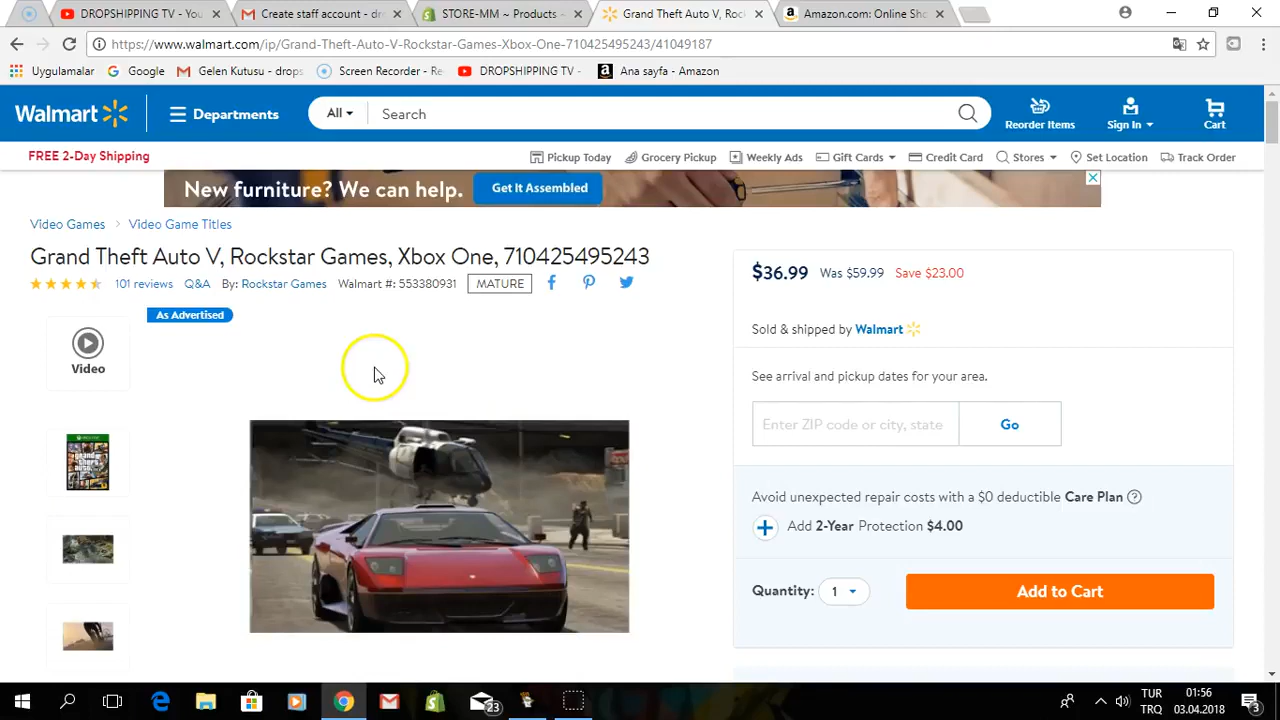 DROPSHIPPING TV - You
Create staff account - dr
STORE-MM ~ Products ~
Grand Theft Auto V, Roc
Amazon.com: Online Sh
https://www.walmart.com/ip/Grand-Theft-Auto-V-Rockstar-Games-Xbox-One-710425495243/41049187
Uygulamalar Google Gelen Kutusu - drops Screen Recorder - Re DROPSHIPPING TV - Ana sayfa - Amazon
Walmart Departments All Search Reorder Items Sign In Cart
FREE 2-Day Shipping Pickup Today Grocery Pickup Weekly Ads Gift Cards Credit Card Stores Set Location Track Order
New furniture? We can help. Get It Assembled
Video Games > Video Game Titles
Grand Theft Auto V, Rockstar Games, Xbox One, 710425495243
101 reviews Q&A By: Rockstar Games Walmart #: 553380931 MATURE
As Advertised
Video
$36.99 Was $59.99 Save $23.00
Sold & shipped by Walmart
See arrival and pickup dates for your area.
Enter ZIP code or city, state Go
Avoid unexpected repair costs with a $0 deductible Care Plan ?
Add 2-Year Protection $4.00
Quantity: 1 Add to Cart
23
TUR
TRQ
01:56
03.04.2018
3